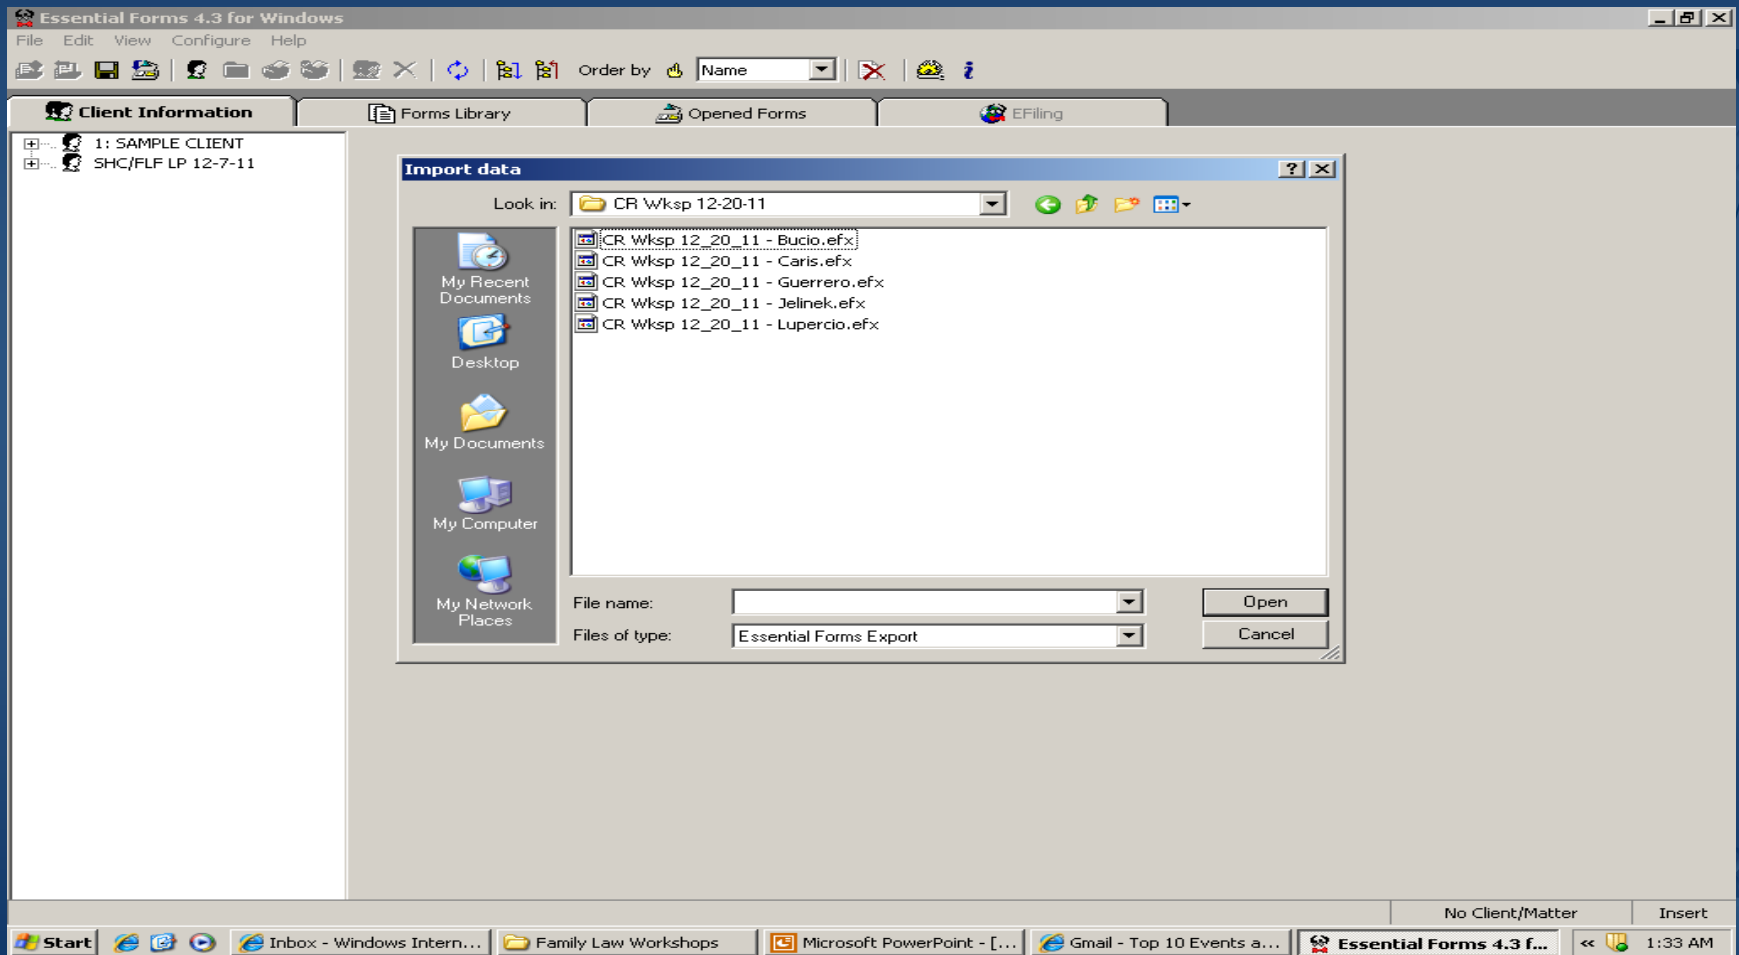 Essential Forms 4.3 for Windows
File Edit View Configure Help
Order by Name
Client Information Forms Library Opened Forms EFiling
1: SAMPLE CLIENT
SHC/FLF LP 12-7-11
Import data
Look in: CR Wksp 12-20-11
CR Wksp 12_20_11 - Bucio.efx
CR Wksp 12_20_11 - Caris.efx
CR Wksp 12_20_11 - Guerrero.efx
CR Wksp 12_20_11 - Jelinek.efx
CR Wksp 12_20_11 - Lupercio.efx
My Recent
Documents
Desktop
My Documents
My Computer
My Network
Places
File name:
Open
Files of type: Essential Forms Export
Cancel
No Client/Matter Insert
Start Inbox - Windows Intern... Family Law Workshops Microsoft PowerPoint - [... Gmail - Top 10 Events a... Essential Forms 4.3 f... « 1:33 AM